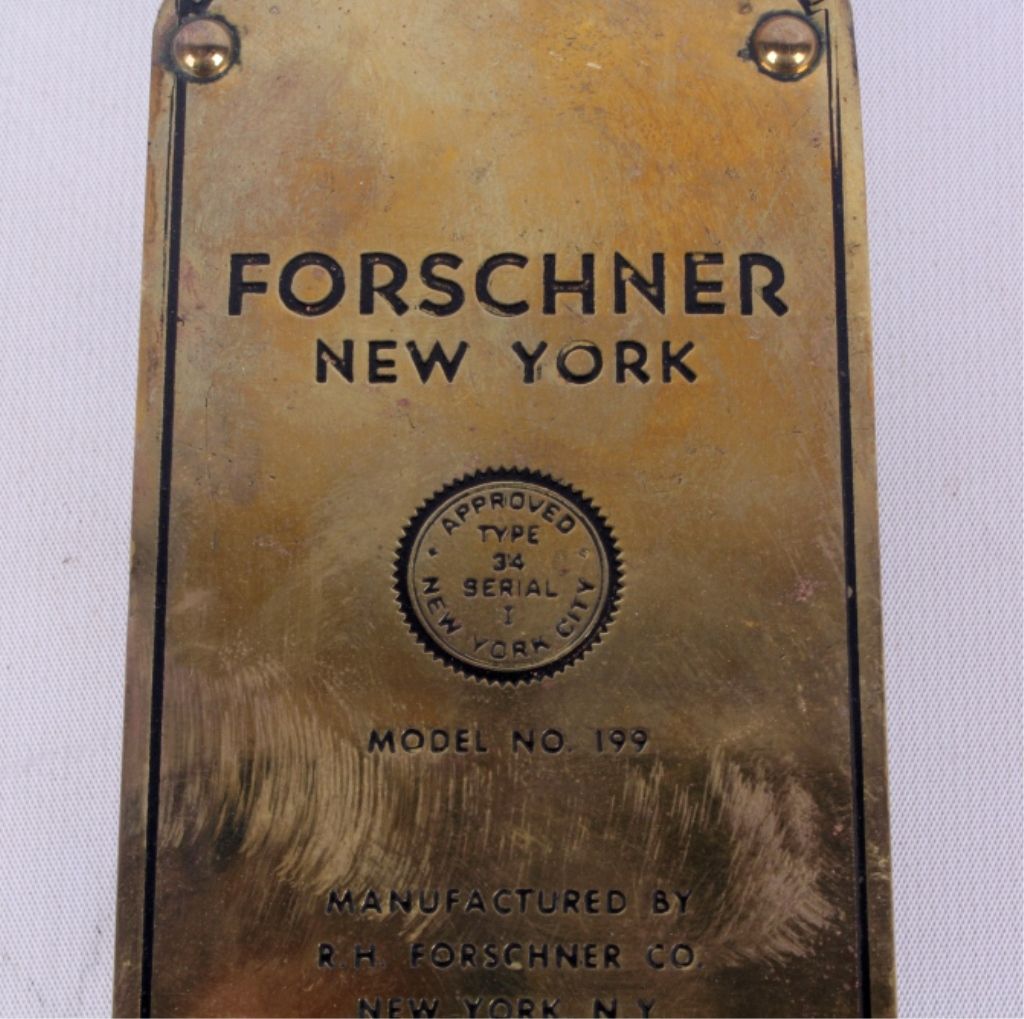 FORSCHNER
NEW YORK
APPROVED
TYPE
34
SERIAL
I
NEW YORK CITY
MODEL NO. 199
MANUFACTURED BY
R.H. FORSCHNER CO.
NEW YORK N.Y.